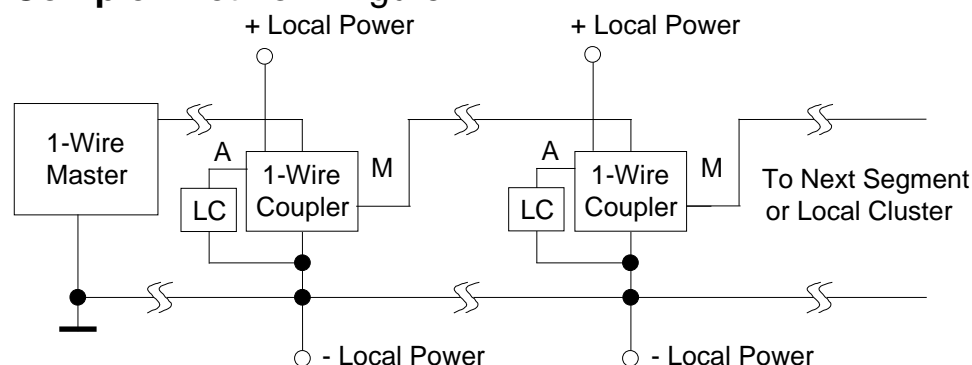 + Local Power
+ Local Power
1-Wire
Master
A
1-Wire
Coupler
M
LC
A
1-Wire
Coupler
M
LC
To Next Segment
or Local Cluster
- Local Power
- Local Power